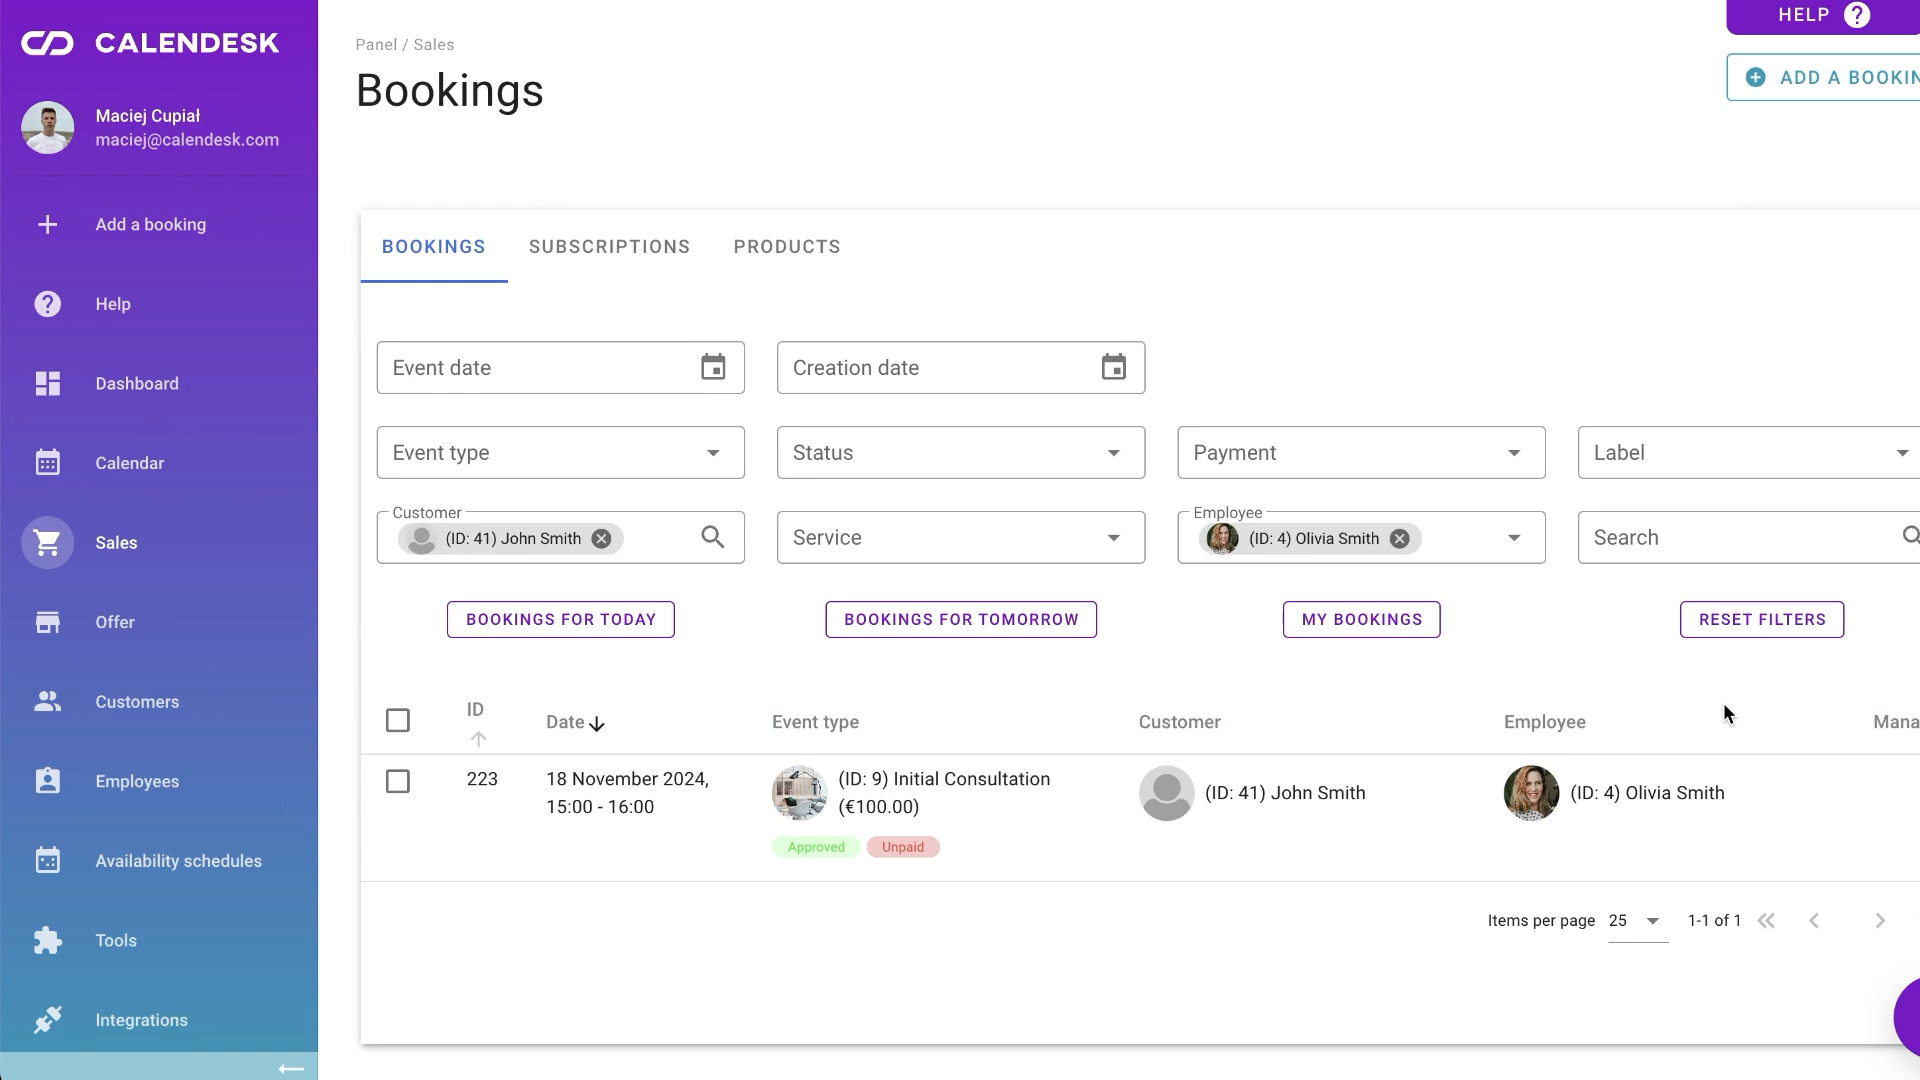 CALENDESK
Maciej Cupiał
maciej@calendesk.com
Add a booking
Help
Dashboard
Calendar
Sales
Offer
Customers
Employees
Availability schedules
Tools
Integrations
Panel / Sales
Bookings
HELP ?
ADD A BOOKIN
BOOKINGS SUBSCRIPTIONS PRODUCTS
Event date Creation date
Event type Status Payment Label
Customer Employee
(ID: 41) John Smith Service (ID: 4) Olivia Smith Search
BOOKINGS FOR TODAY BOOKINGS FOR TOMORROW MY BOOKINGS RESET FILTERS
ID Date Event type Customer Employee Mana
223 18 November 2024, (ID: 9) Initial Consultation (ID: 41) John Smith (ID: 4) Olivia Smith
15:00 - 16:00 (€100.00)
Approved Unpaid
Items per page 25 1-1 of 1